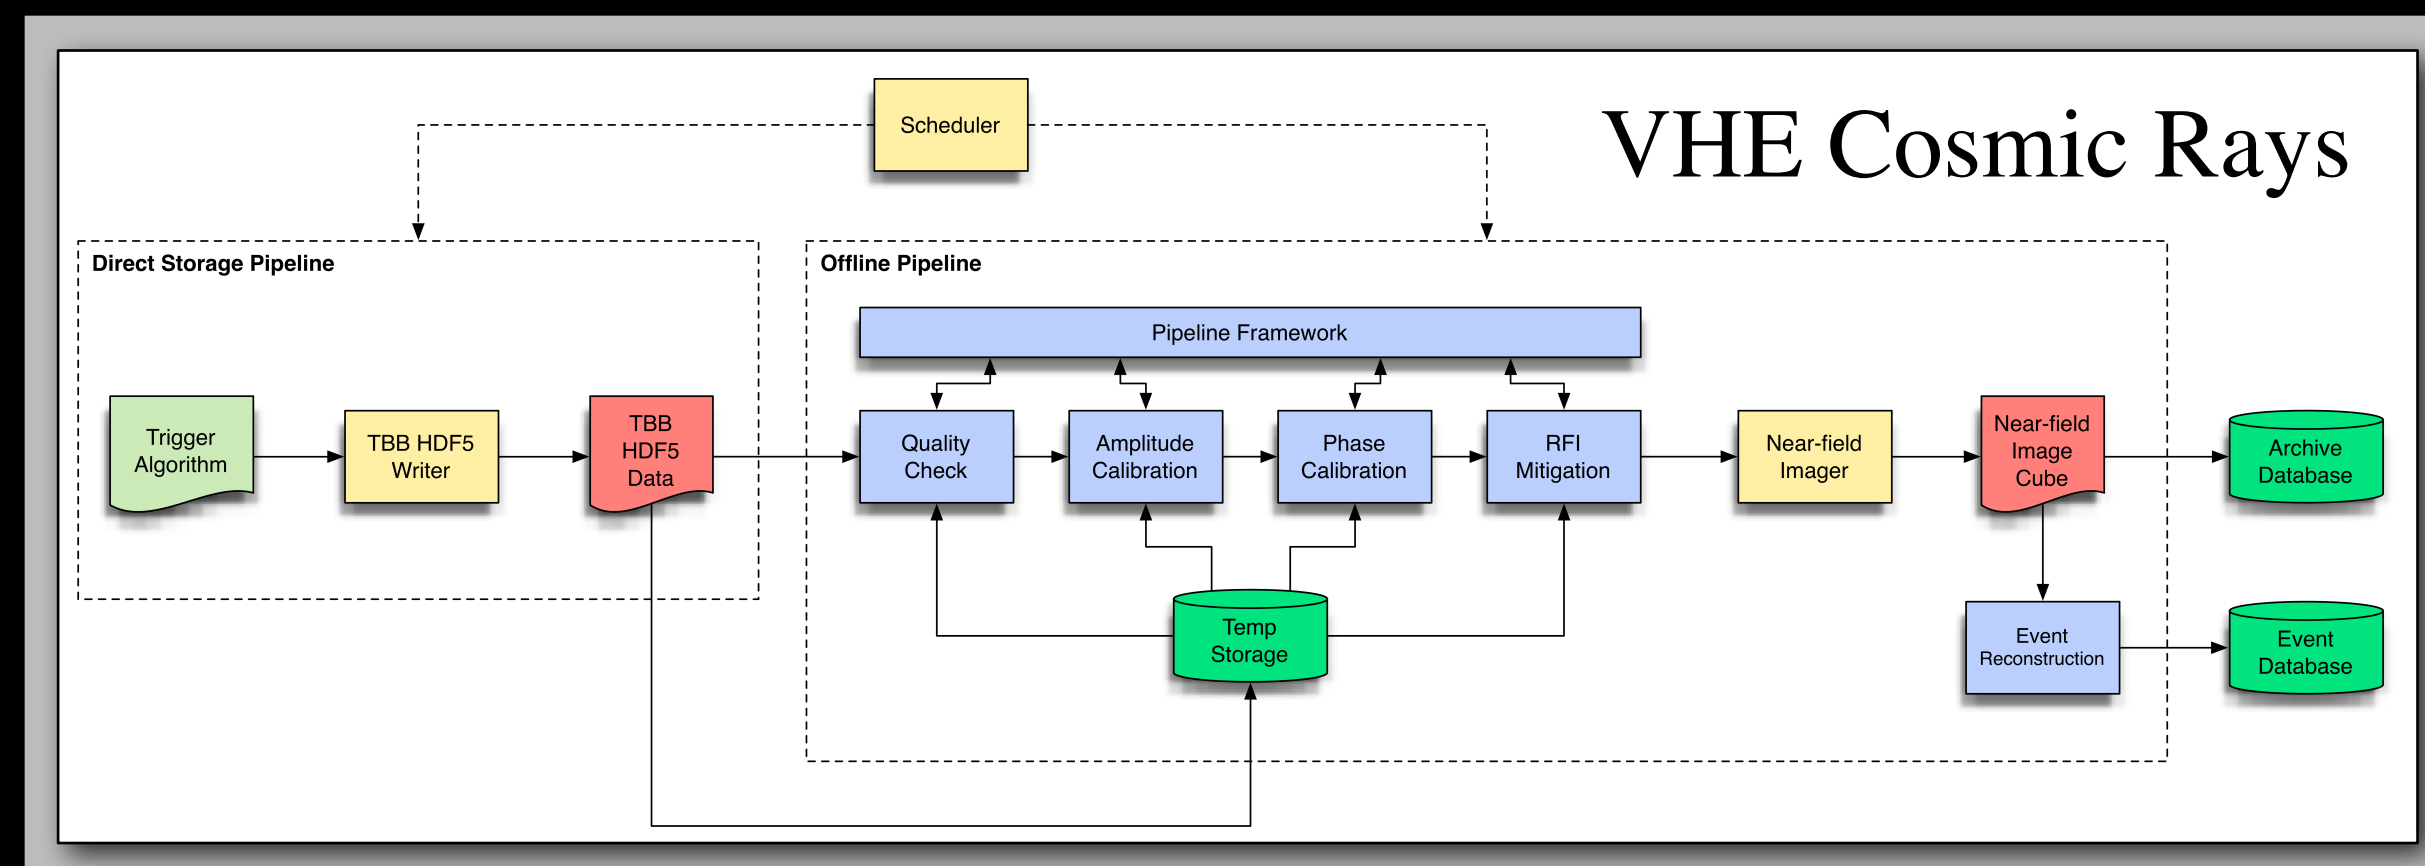 Scheduler
VHE Cosmic Rays
Direct Storage Pipeline
Offline Pipeline
Pipeline Framework
Trigger
Algorithm
TBB HDF5
Writer
TBB
HDF5
Data
Quality
Check
Amplitude
Calibration
Phase
Calibration
RFI
Mitigation
Near-field
Imager
Near-field
Image
Cube
Archive
Database
Temp
Storage
Event
Reconstruction
Event
Database